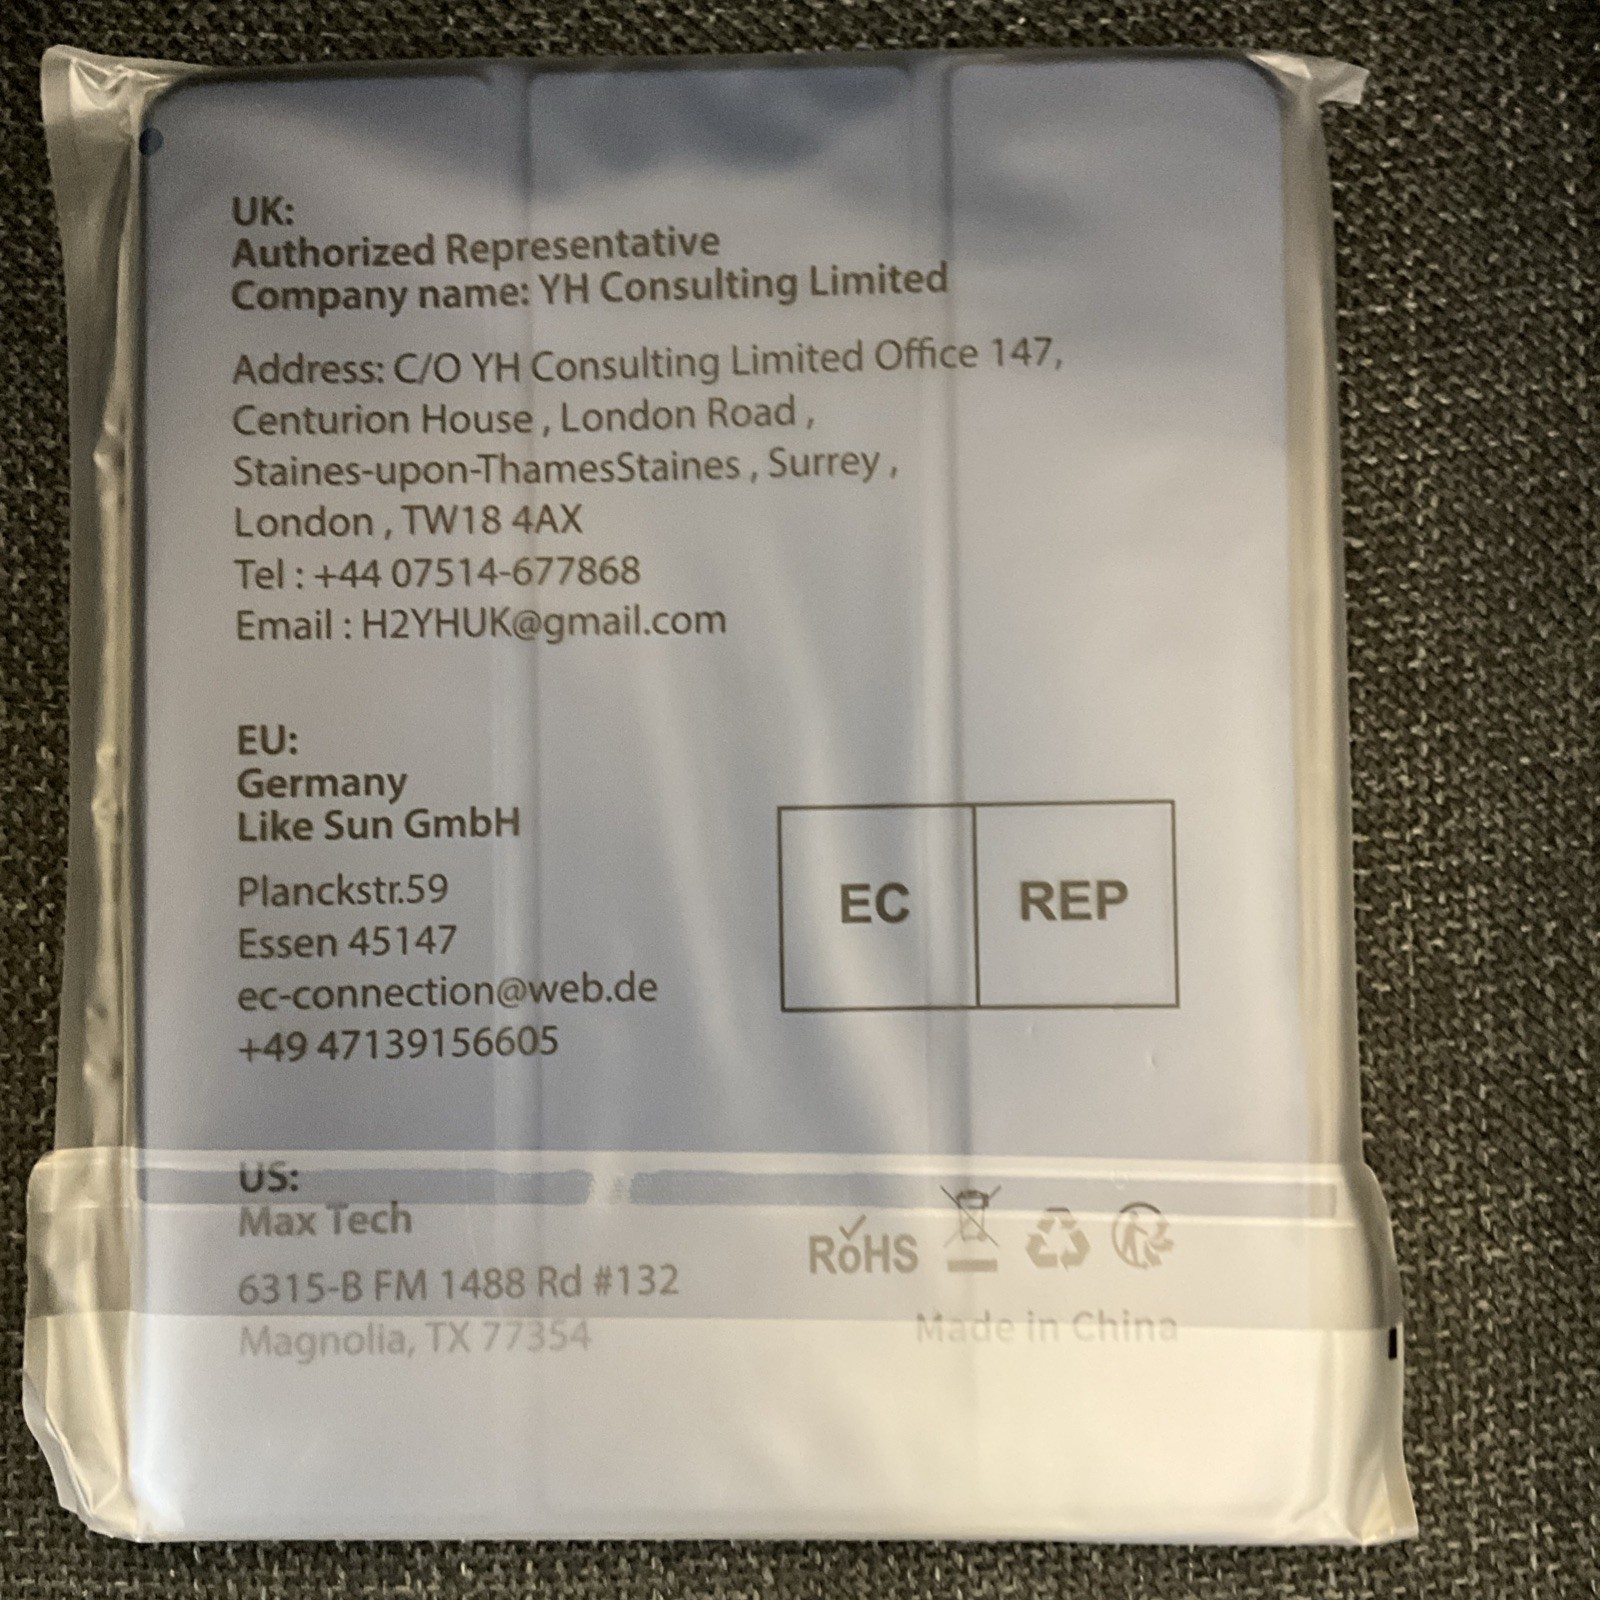 UK:
Authorized Representative
Company name: YH Consulting Limited
Address: C/O YH Consulting Limited Office 147,
Centurion House , London Road ,
Staines-upon-ThamesStaines , Surrey ,
London , TW18 4AX
Tel : +44 07514-677868
Email : H2YHUK@gmail.com
EU:
Germany
Like Sun GmbH
Planckstr.59
Essen 45147
ec-connection@web.de
+49 47139156605
EC REP
US:
Max Tech
6315-B FM 1488 Rd #132
Magnolia, TX 77354
RoHS
Made in China